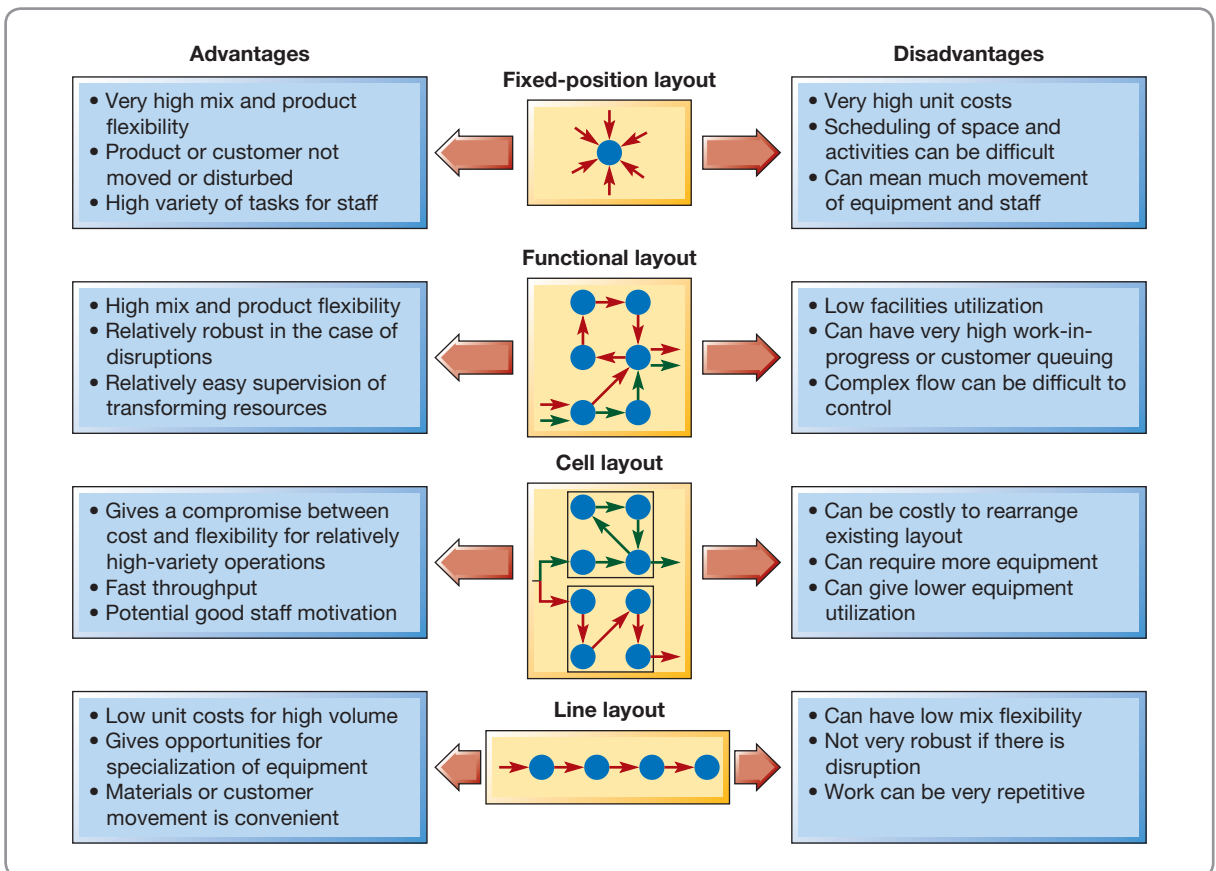 Advantages
Disadvantages
Fixed-position layout
• Very high mix and product
flexibility
• Product or customer not
moved or disturbed
• High variety of tasks for staff
• Very high unit costs
• Scheduling of space and
activities can be difficult
• Can mean much movement
of equipment and staff
Functional layout
• High mix and product flexibility
• Relatively robust in the case of
disruptions
• Relatively easy supervision of
transforming resources
• Low facilities utilization
• Can have very high work-in-
progress or customer queuing
• Complex flow can be difficult to
control
Cell layout
• Gives a compromise between
cost and flexibility for relatively
high-variety operations
• Fast throughput
• Potential good staff motivation
• Can be costly to rearrange
existing layout
• Can require more equipment
• Can give lower equipment
utilization
Line layout
• Low unit costs for high volume
• Gives opportunities for
specialization of equipment
• Materials or customer
movement is convenient
• Can have low mix flexibility
• Not very robust if there is
disruption
• Work can be very repetitive